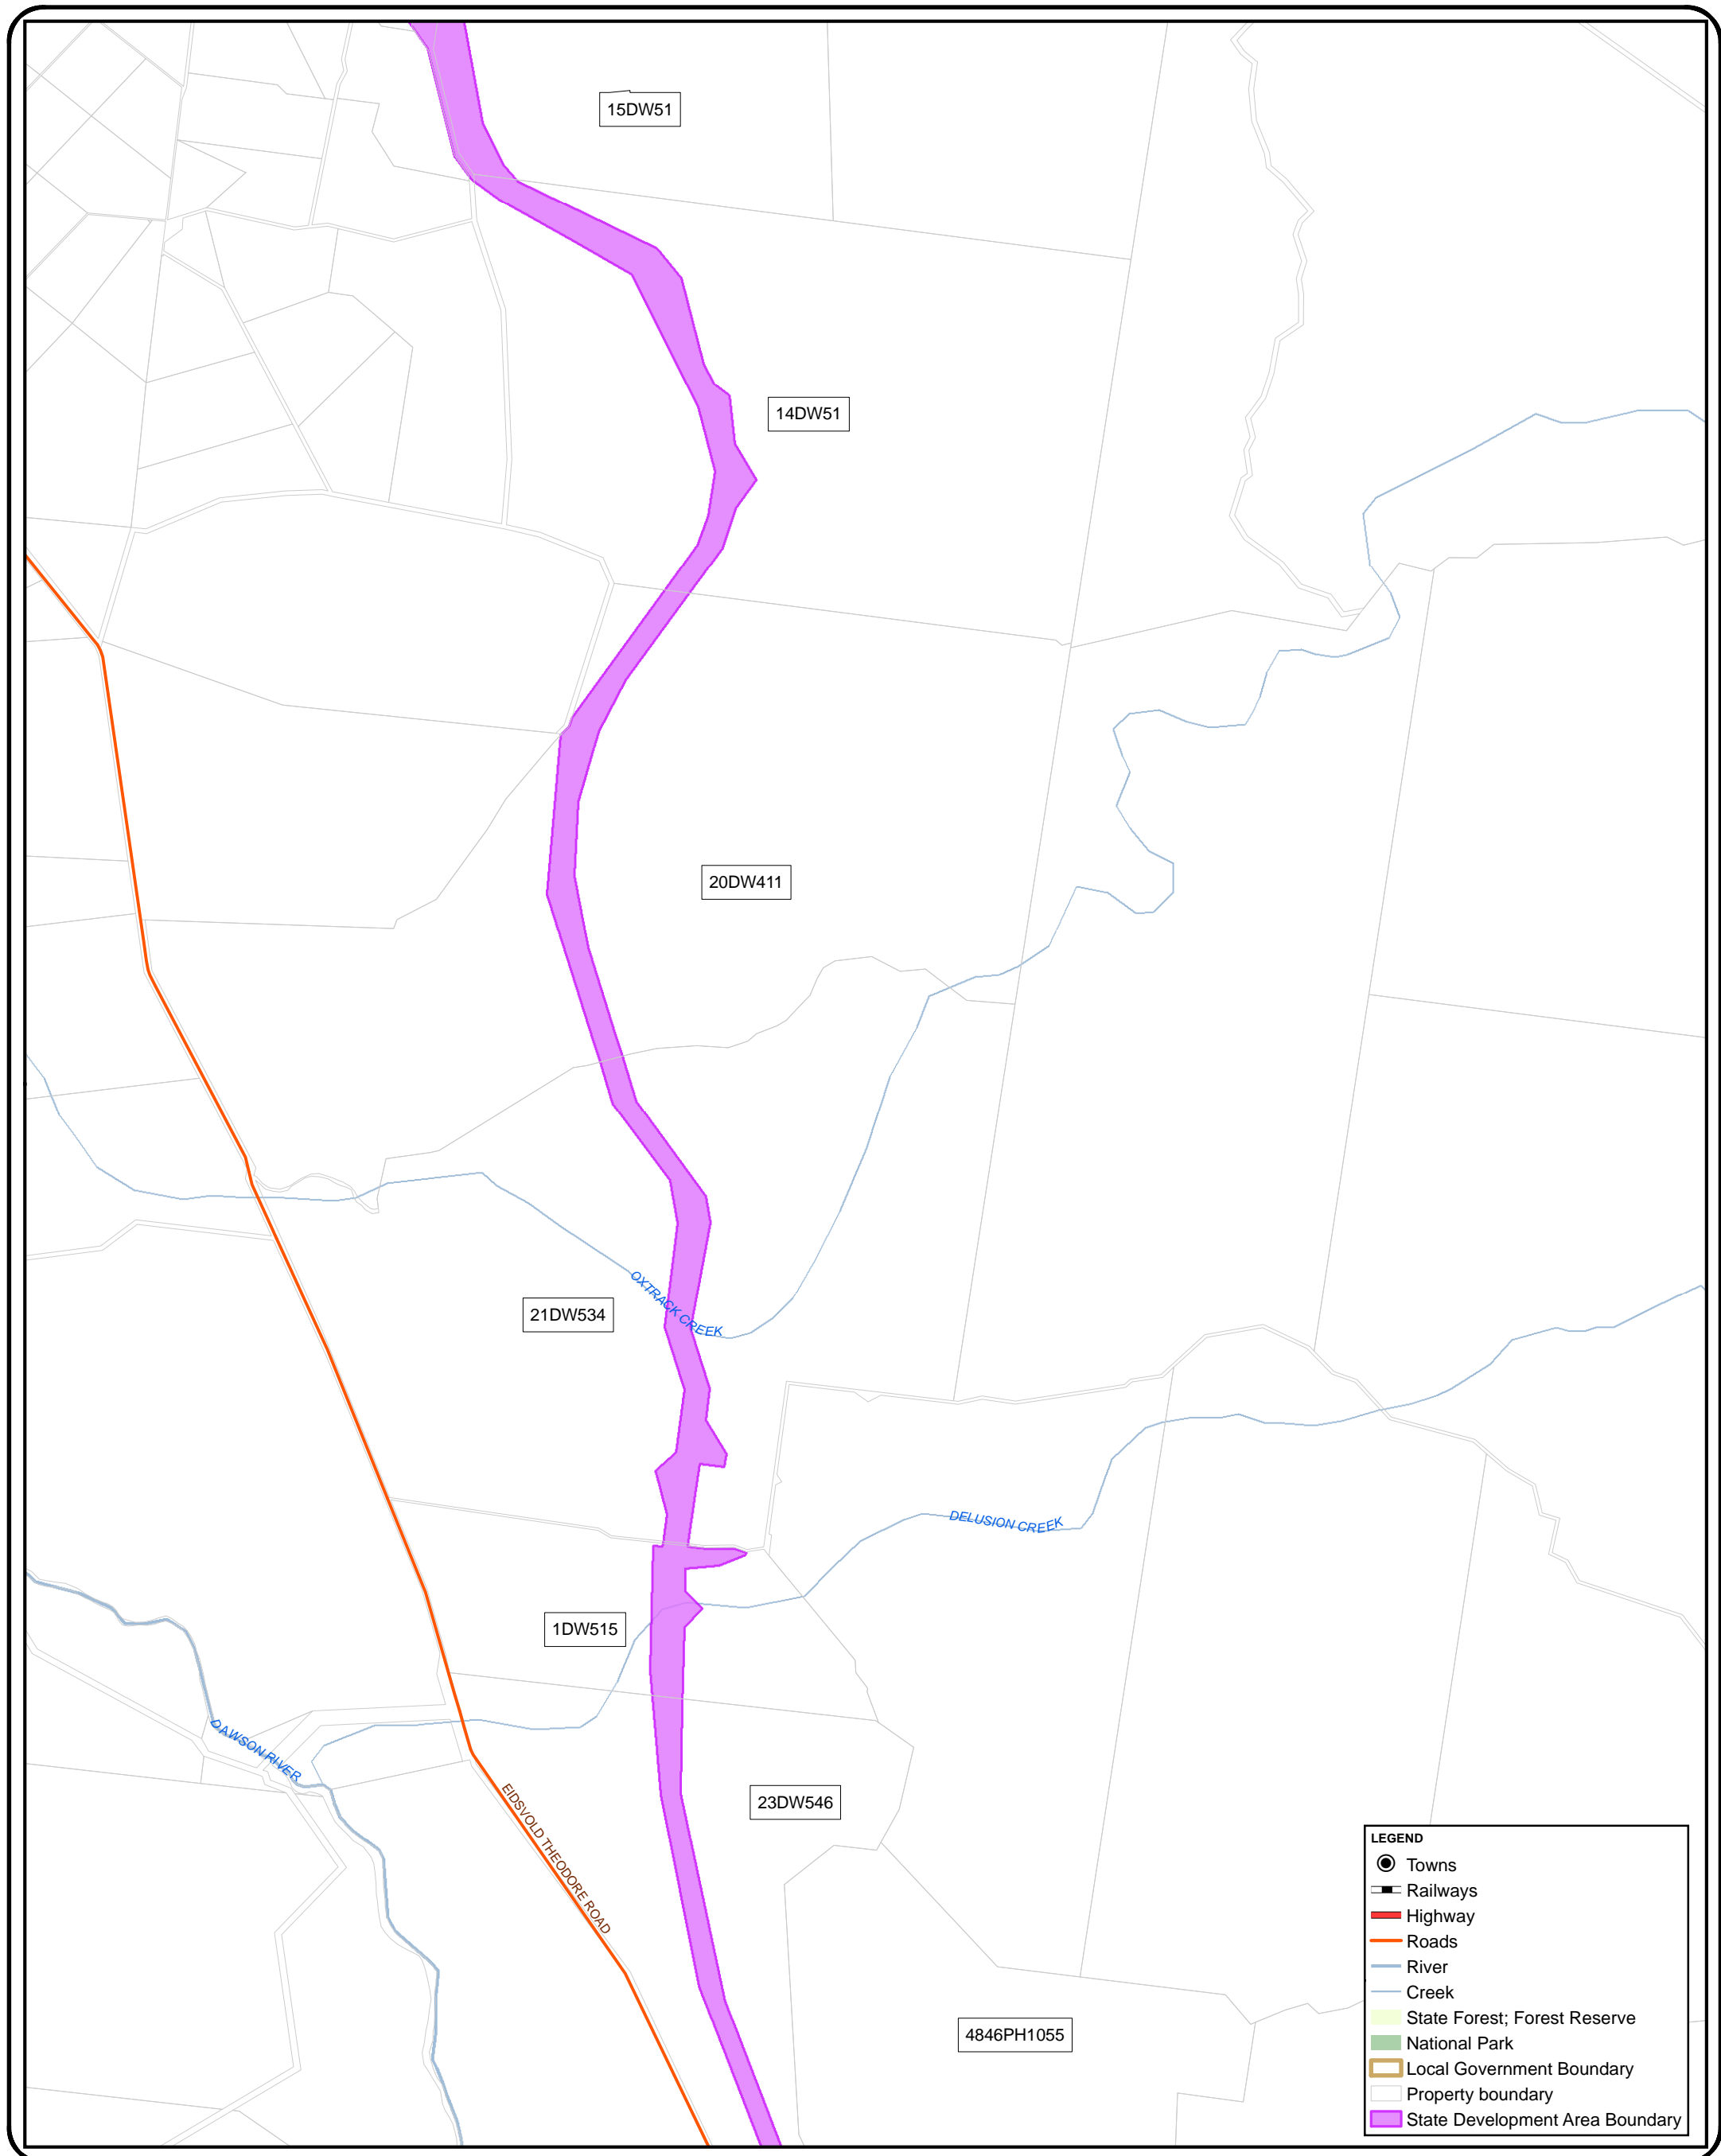 15DW51
14DW51
20DW411
OXTRACK CREEK
21DW534
DELUSION CREEK
1DW515
DAWSON RIVER
EIDSVOLD THEODORE ROAD
23DW546
4846PH1055
LEGEND
Towns
Railways
Highway
Roads
River
Creek
State Forest; Forest Reserve
National Park
Local Government Boundary
Property boundary
State Development Area Boundary